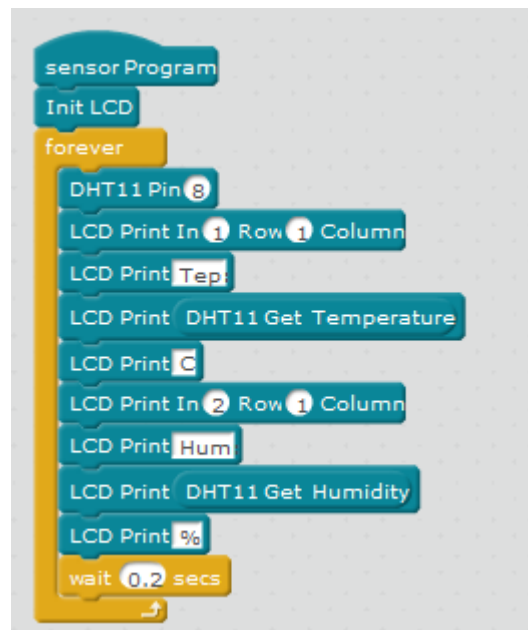 sensor Program
Init LCD
forever
DHT11 Pin 8
LCD Print In 1 Row 1 Column
LCD Print Tep:
LCD Print DHT11 Get Temperature
LCD Print C
LCD Print In 2 Row 1 Column
LCD Print Hum
LCD Print DHT11 Get Humidity
LCD Print %
wait 0.2 secs